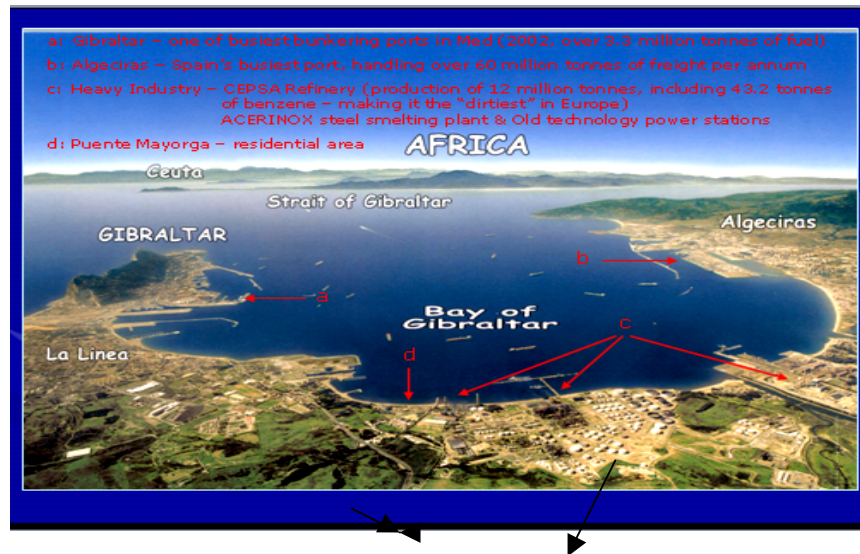 a: Gibraltar – one of busiest bunkering ports in Med (2002, over 3.3 million tonnes of fuel)
b: Algeciras – Spain's busiest port, handling over 60 million tonnes of freight per annum
c: Heavy Industry – CEPSA Refinery (production of 12 million tonnes, including 43.2 tonnes
of benzene – making it the "dirtiest" in Europe)
ACERINOX steel smelting plant & Old technology power stations
d: Puente Mayorga – residential area
AFRICA
Ceuta
Strait of Gibraltar
Algeciras
GIBRALTAR
b
a
Bay of
Gibraltar
c
La Linea
d